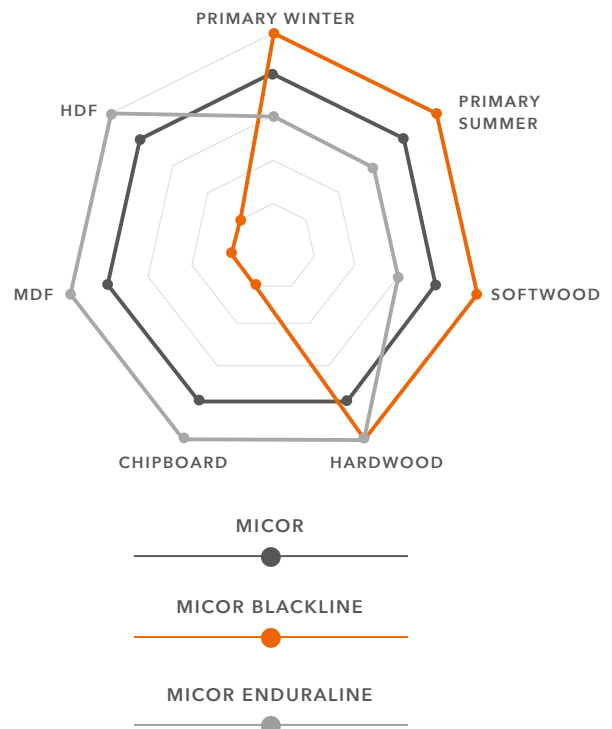 PRIMARY WINTER
HDF
PRIMARY
SUMMER
MDF
SOFTWOOD
CHIPBOARD
HARDWOOD
MICOR
MICOR BLACKLINE
MICOR ENDURALINE